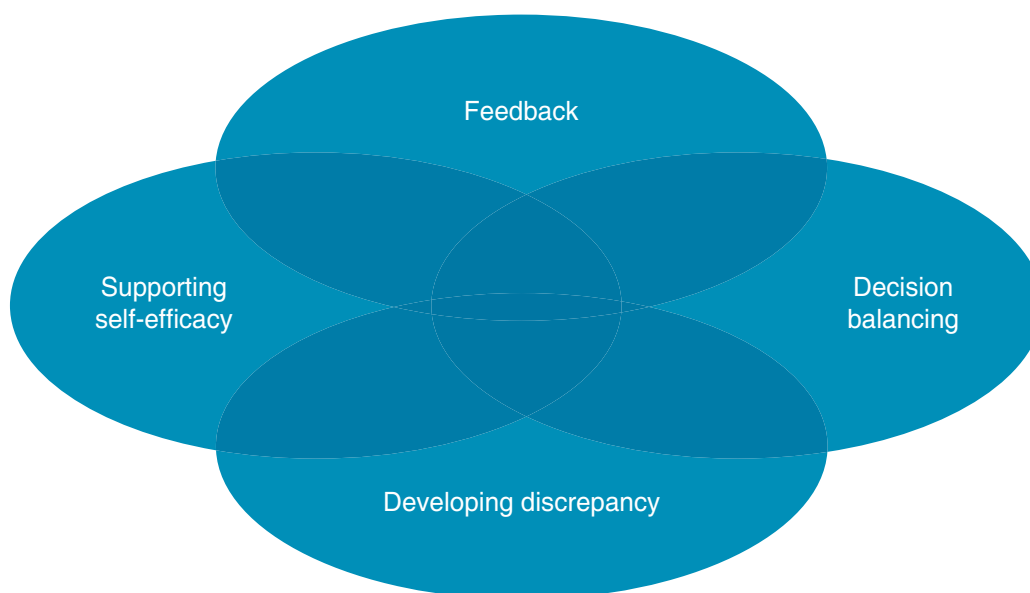 Feedback
Supporting
self-efficacy
Decision
balancing
Developing discrepancy